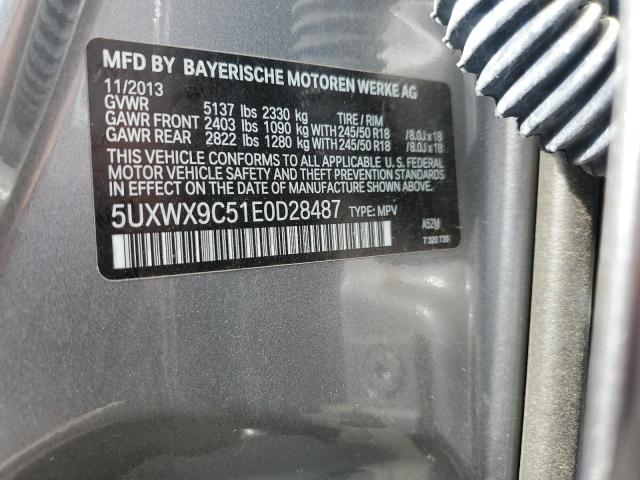 MFD BY BAYERISCHE MOTOREN WERKE AG
11/2013
GVWR 5137 lbs 2330 kg TIRE / RIM
GAWR FRONT 2403 lbs 1090 kg WITH 245/50 R18 / 8.0J x 18
GAWR REAR 2822 lbs 1280 kg WITH 245/50 R18 / 8.0J x 18
THIS VEHICLE CONFORMS TO ALL APPLICABLE U.S. FEDERAL
MOTOR VEHICLE SAFETY AND THEFT PREVENTION STANDARDS
IN EFFECT ON THE DATE OF MANUFACTURE SHOWN ABOVE.
5UXWX9C51E0D28487 TYPE: MPV
A52M